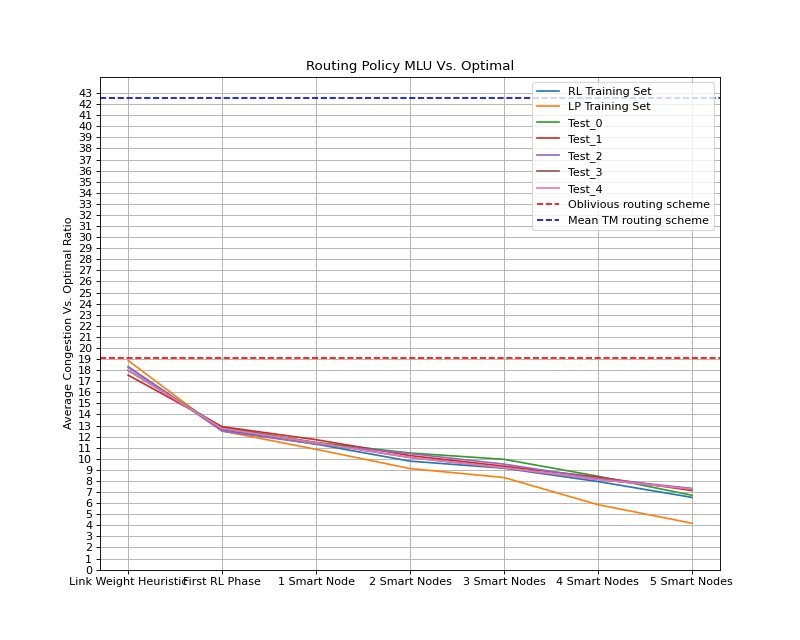 Routing Policy MLU Vs. Optimal
Average Congestion Vs. Optimal Ratio
43
42
41
40
39
38
37
36
35
34
33
32
31
30
29
28
27
26
25
24
23
22
21
20
19
18
17
16
15
14
13
12
11
10
9
8
7
6
5
4
3
2
1
0
RL Training Set
LP Training Set
Test_0
Test_1
Test_2
Test_3
Test_4
Oblivious routing scheme
Mean TM routing scheme
Link Weight Heuristic
First RL Phase
1 Smart Node
2 Smart Nodes
3 Smart Nodes
4 Smart Nodes
5 Smart Nodes